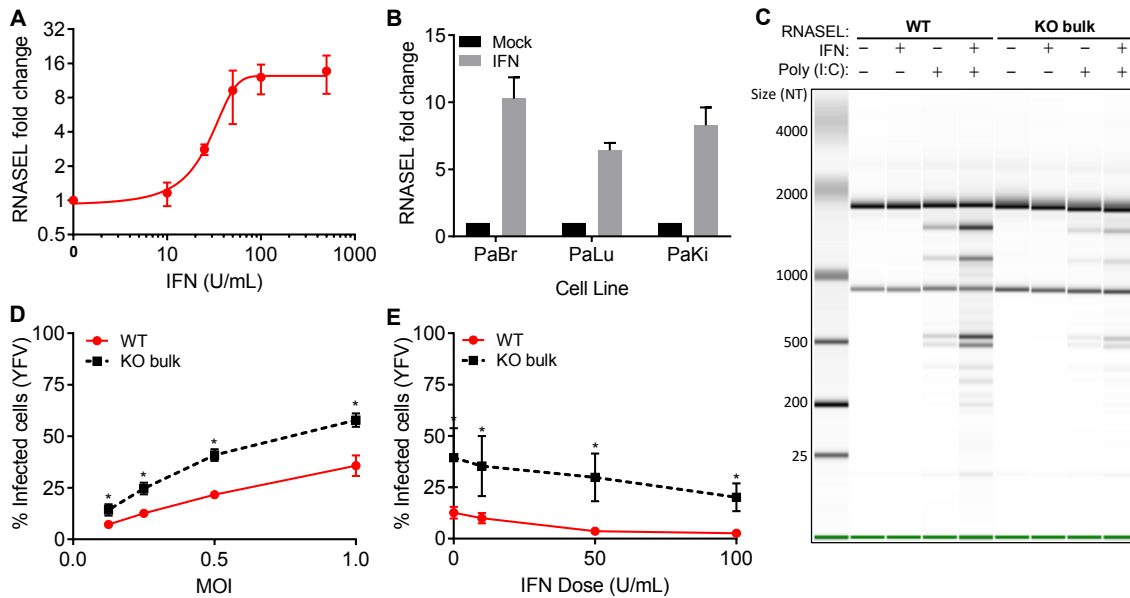 A
RNASEL fold change
32
16
8
4
2
1
0.5
0
10
100
1000
IFN (U/mL)
B
RNASEL fold change
15
10
5
0
Mock
IFN
PaBr
PaLu
PaKi
Cell Line
C
RNASEL: WT KO bulk
IFN: – + – + – + – +
Poly (I:C): – – + + – – + +
Size (NT)
4000
2000
1000
500
200
25
D
% Infected cells (YFV)
100
75
50
25
0
WT
KO bulk
* * * *
0.0 0.5 1.0
MOI
E
% Infected cells (YFV)
100
75
50
25
0
WT
KO bulk
* * * *
0 50 100
IFN Dose (U/mL)